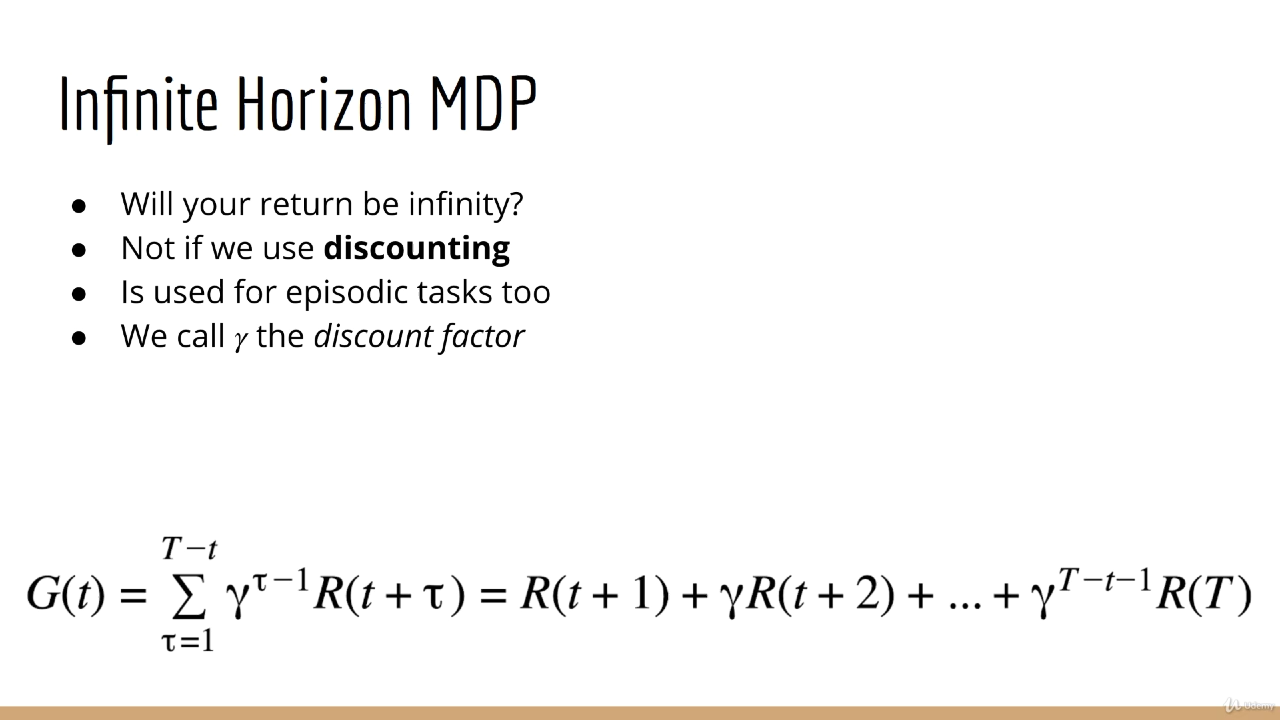 Infinite Horizon MDP
● Will your return be infinity?
● Not if we use discounting
● Is used for episodic tasks too
● We call γ the discount factor
G(t) = ∑_{τ=1}^{T−t} γ^{τ−1}R(t + τ) = R(t + 1) + γR(t + 2) + ... + γ^{T−t−1}R(T)
Udemy